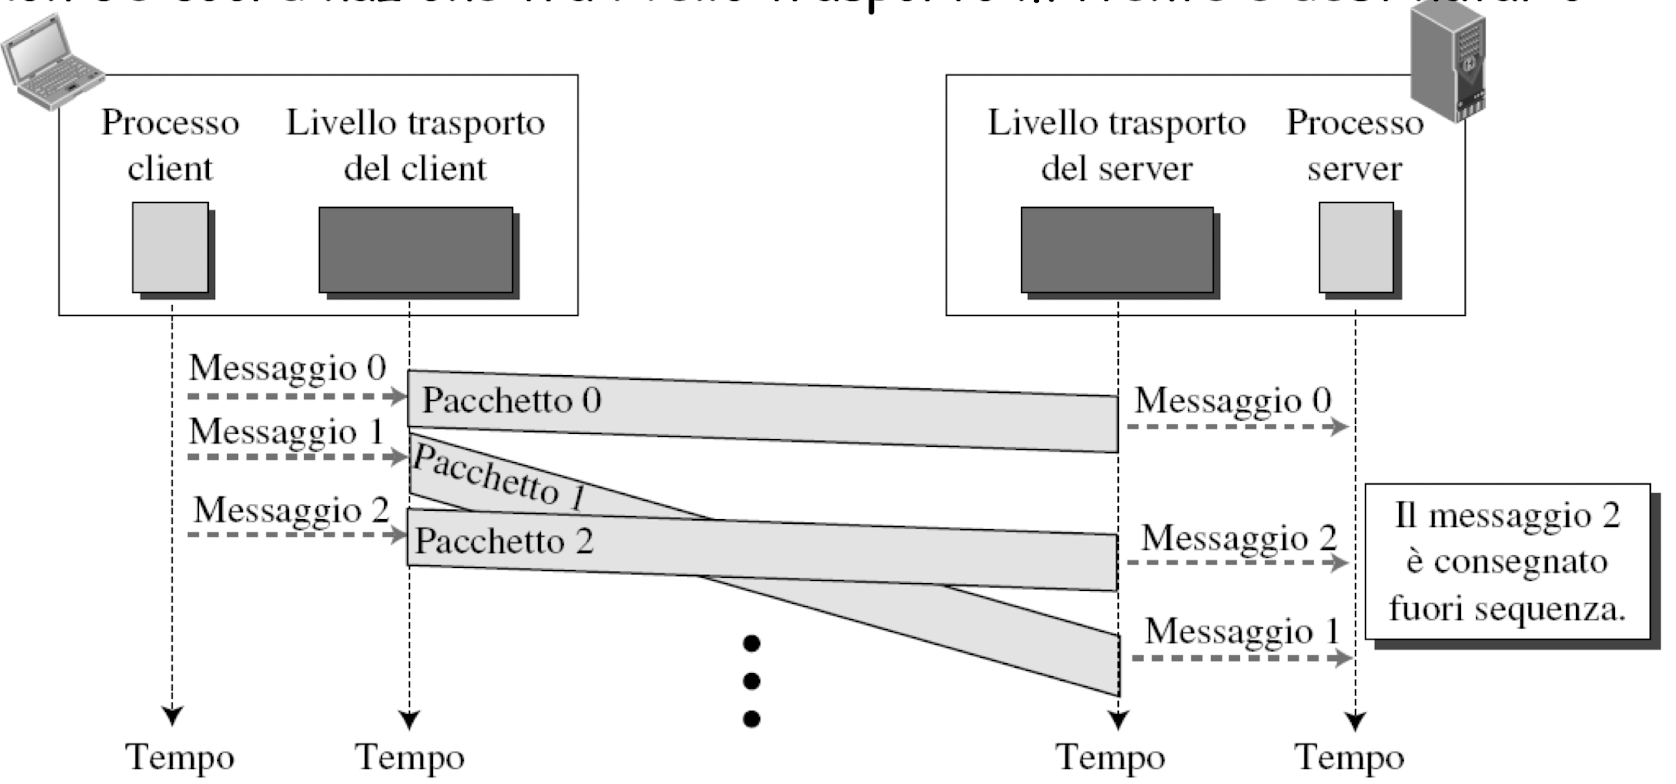 Processo
client
Livello trasporto
del client
Livello trasporto
del server
Processo
server
Messaggio 0
Pacchetto 0
Messaggio 0
Messaggio 1
Pacchetto 1
Messaggio 2
Pacchetto 2
Messaggio 2
Il messaggio 2
è consegnato
fuori sequenza.
Messaggio 1
Tempo
Tempo
Tempo
Tempo